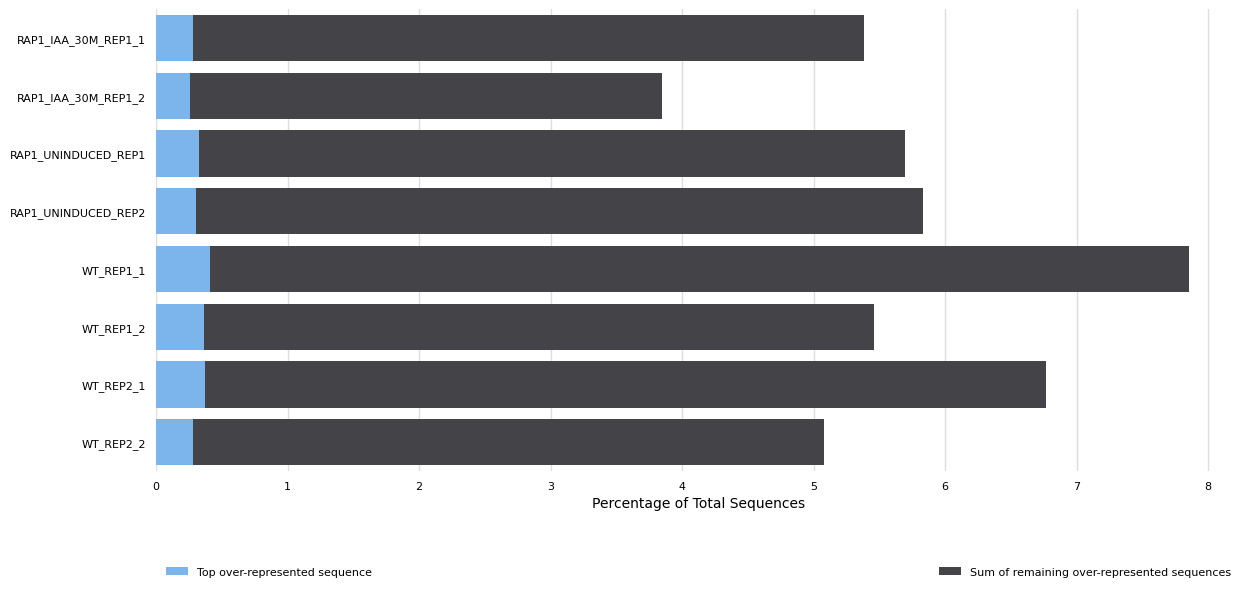 RAP1_IAA_30M_REP1_1
RAP1_IAA_30M_REP1_2
RAP1_UNINDUCED_REP1
RAP1_UNINDUCED_REP2
WT_REP1_1
WT_REP1_2
WT_REP2_1
WT_REP2_2
0 1 2 3 4 5 6 7 8
Percentage of Total Sequences
Top over-represented sequence
Sum of remaining over-represented sequences